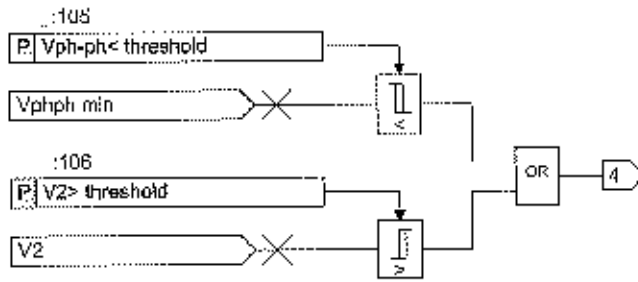 :105
P Vph-ph< threshold
Vphph min
<
:106
P V2> threshold
OR
4
V2
>